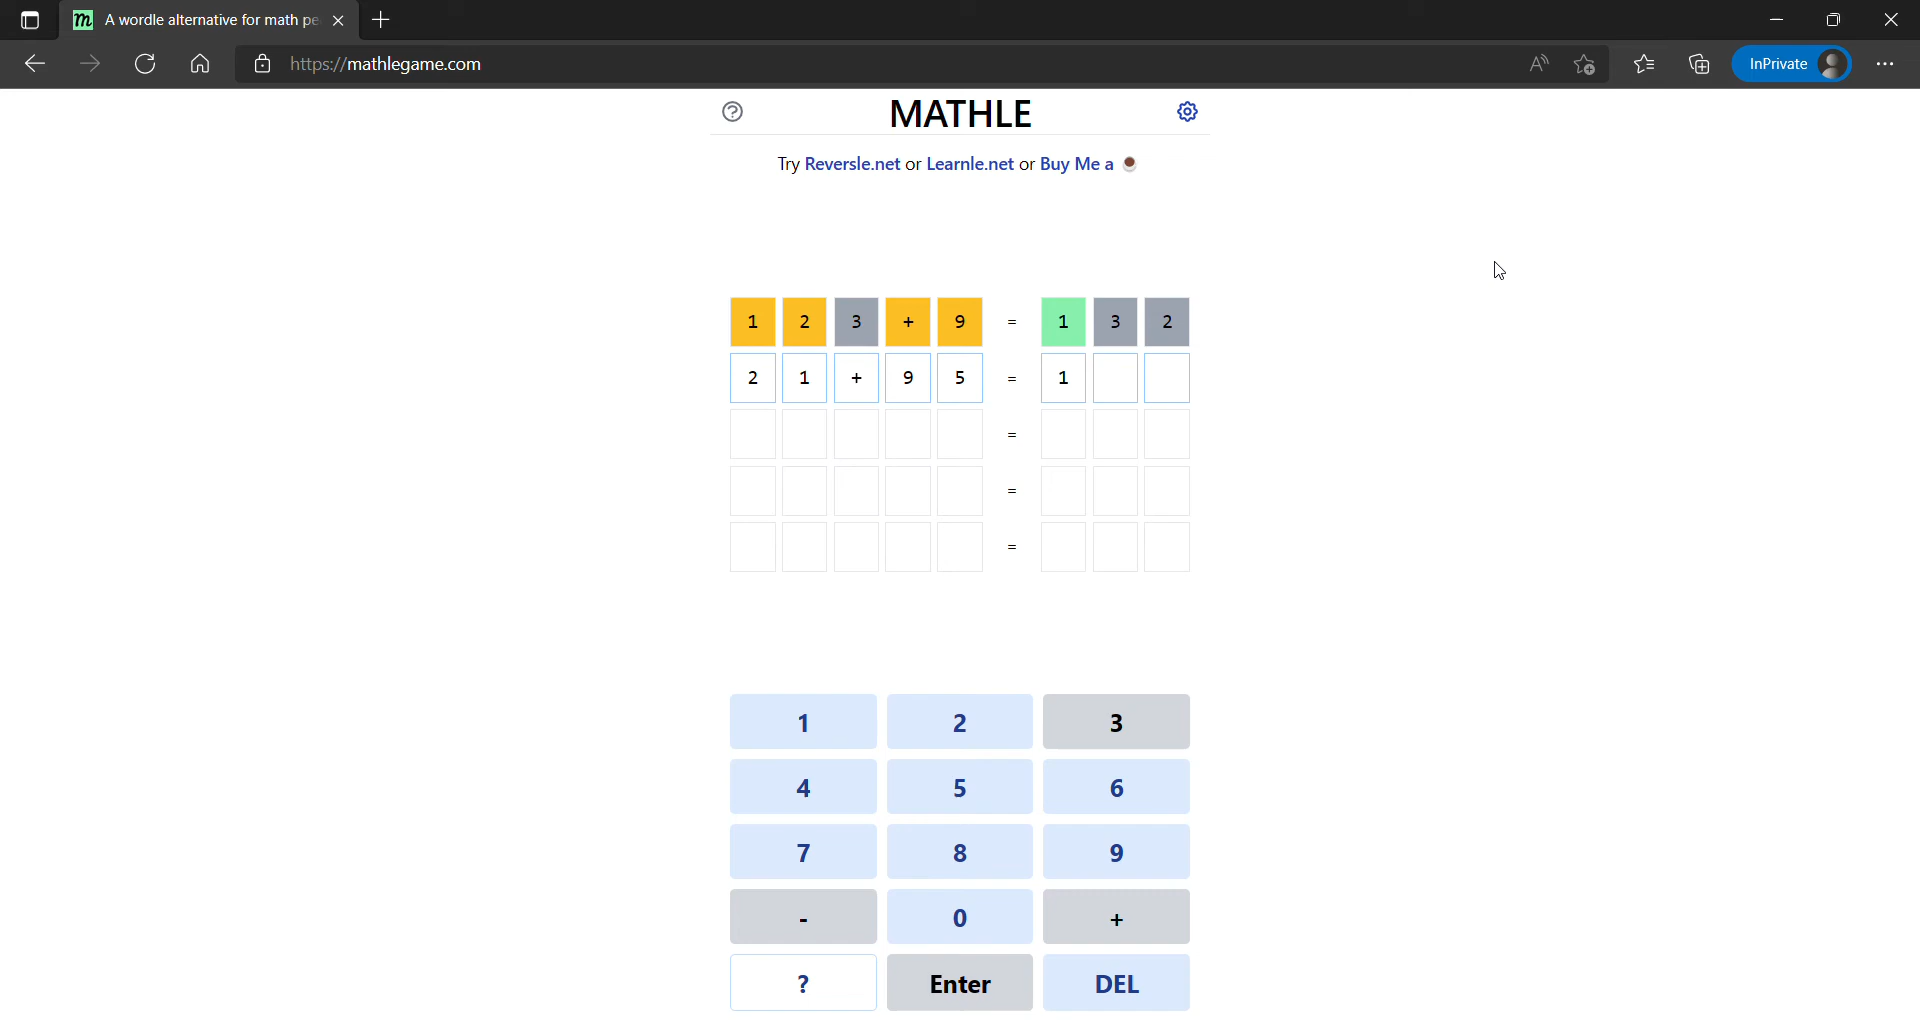 A wordle alternative for math pe
https://mathlegame.com
InPrivate
MATHLE
Try Reversle.net or Learnle.net or Buy Me a
1 2 3 + 9 = 1 3 2
2 1 + 9 5 = 1
=
=
=
1 2 3
4 5 6
7 8 9
- 0 +
? Enter DEL